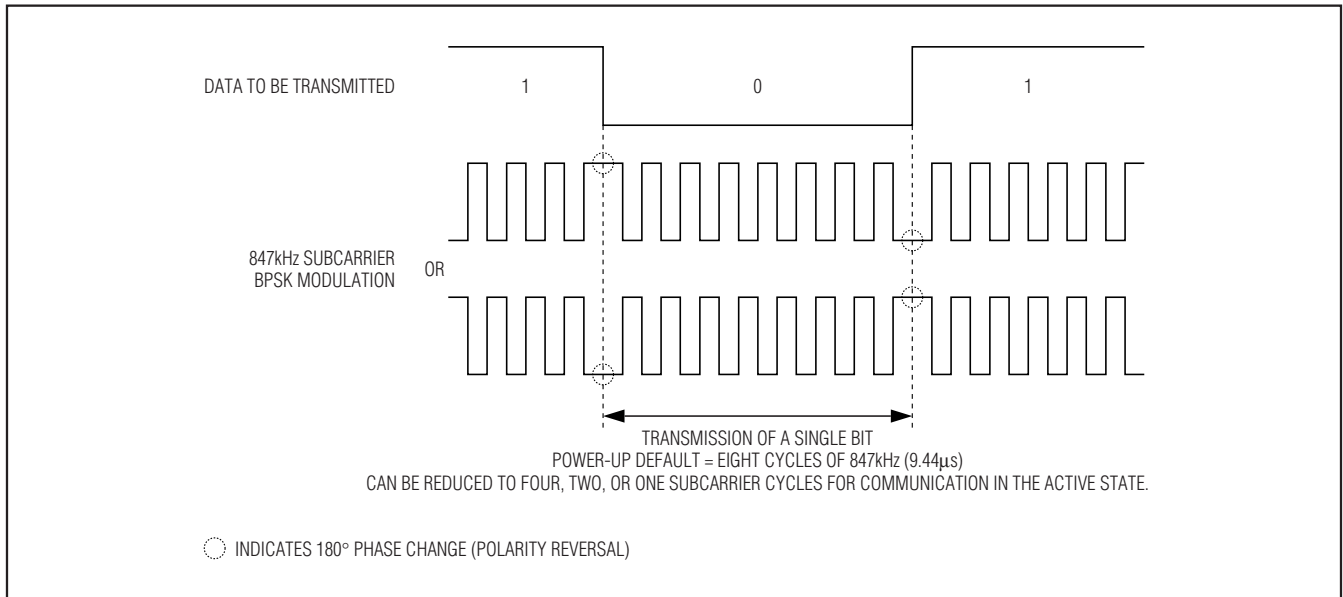 DATA TO BE TRANSMITTED
1
0
1
847kHz SUBCARRIER
BPSK MODULATION
OR
TRANSMISSION OF A SINGLE BIT
POWER-UP DEFAULT = EIGHT CYCLES OF 847kHz (9.44μs)
CAN BE REDUCED TO FOUR, TWO, OR ONE SUBCARRIER CYCLES FOR COMMUNICATION IN THE ACTIVE STATE.
INDICATES 180° PHASE CHANGE (POLARITY REVERSAL)